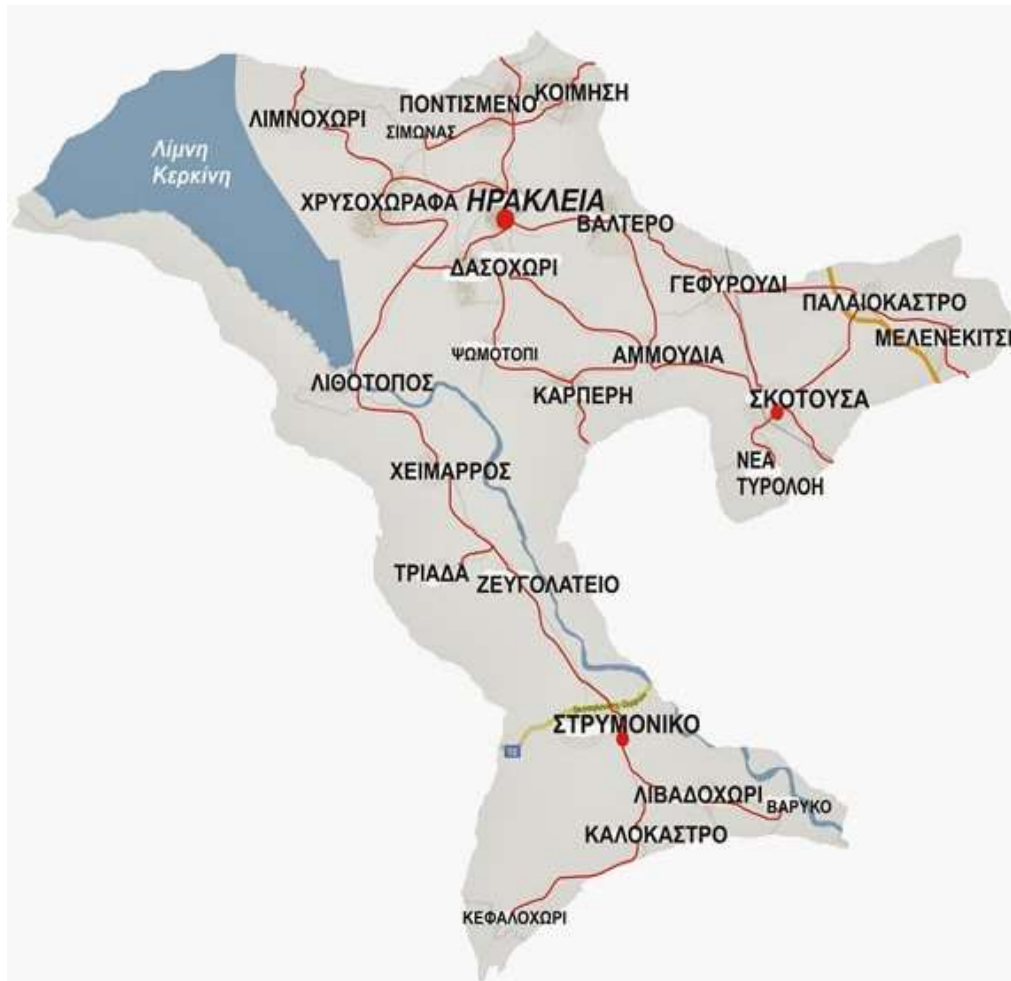 ΚΟΙΜΗΣΗ
ΠΟΝΤΙΣΜΕΝΟ
ΛΙΜΝΟΧΩΡΙ
ΣΙΜΩΝΑΣ
Λίμνη
Κερκίνη
ΧΡΥΣΟΧΩΡΑΦΑ
ΗΡΑΚΛΕΙΑ
ΒΑΛΤΕΡΟ
ΔΑΣΟΧΩΡΙ
ΓΕΦΥΡΟΥΔΙ
ΠΑΛΑΙΟΚΑΣΤΡΟ
ΜΕΛΕΝΕΚΙΤΣΙ
ΨΩΜΟΤΟΠΙ
ΑΜΜΟΥΔΙΑ
ΛΙΘΟΤΟΠΟΣ
ΚΑΡΠΕΡΗ
ΣΚΟΤΟΥΣΑ
ΝΕΑ
ΤΥΡΟΛΟΗ
ΧΕΙΜΑΡΡΟΣ
ΤΡΙΑΔΑ
ΖΕΥΓΟΛΑΤΕΙΟ
ΣΤΡΥΜΟΝΙΚΟ
ΛΙΒΑΔΟΧΩΡΙ
ΒΑΡΥΚΟ
ΚΑΛΟΚΑΣΤΡΟ
ΚΕΦΑΛΟΧΩΡΙ